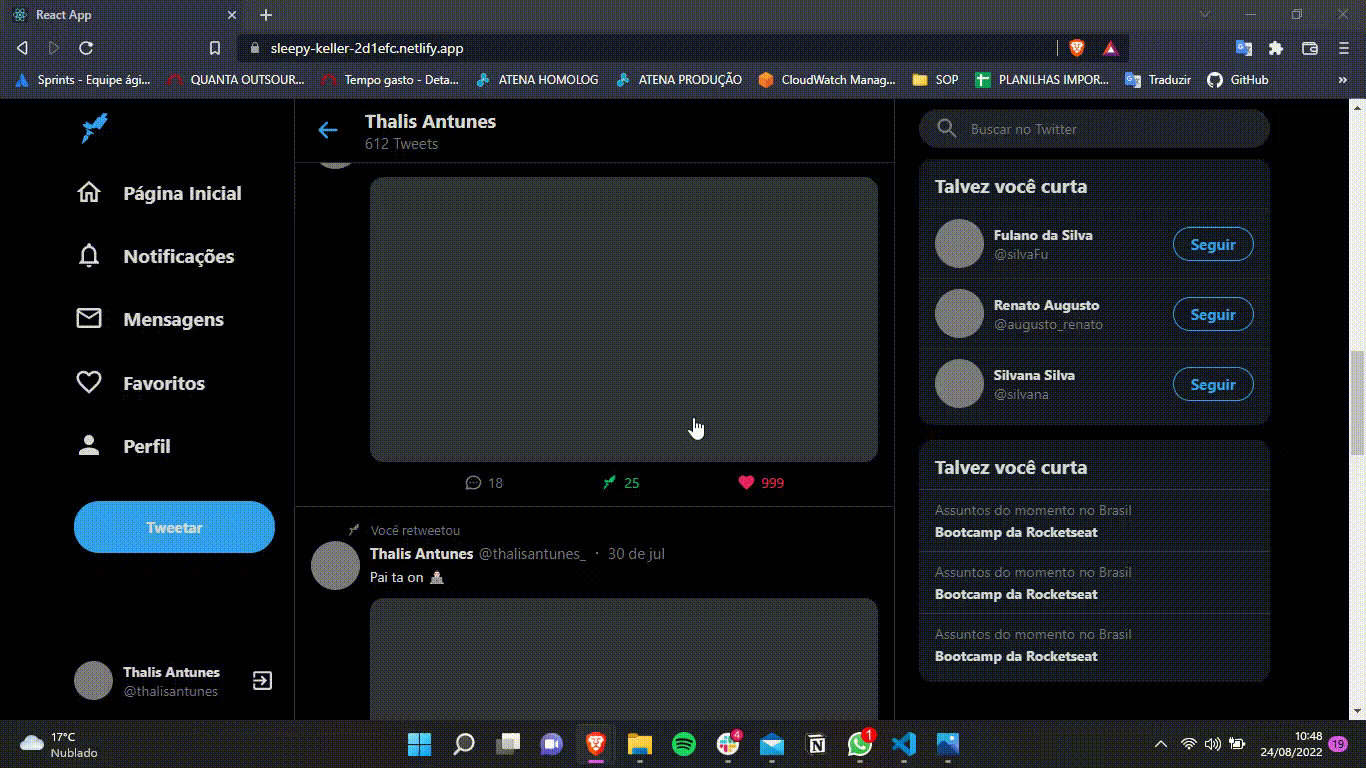 React App
sleepy-keller-2d1efc.netlify.app
Sprints - Equipe ági...
QUANTA OUTSOUR...
Tempo gasto - Deta...
ATENA HOMOLOG
ATENA PRODUÇÃO
CloudWatch Manag...
SOP
PLANILHAS IMPOR...
Traduzir
GitHub
»
Página Inicial
Notificações
Mensagens
Favoritos
Perfil
Tweetar
Thalis Antunes
@thalisantunes
Thalis Antunes
612 Tweets
18
25
999
Você retweetou
Thalis Antunes @thalisantunes_ · 30 de jul
Pai ta on 👨🏻‍💻
Buscar no Twitter
Talvez você curta
Fulano da Silva
@silvaFu
Seguir
Renato Augusto
@augusto_renato
Seguir
Silvana Silva
@silvana
Seguir
Talvez você curta
Assuntos do momento no Brasil
Bootcamp da Rocketseat
Assuntos do momento no Brasil
Bootcamp da Rocketseat
Assuntos do momento no Brasil
Bootcamp da Rocketseat
17°C
Nublado
4
1
10:48
24/08/2022
19